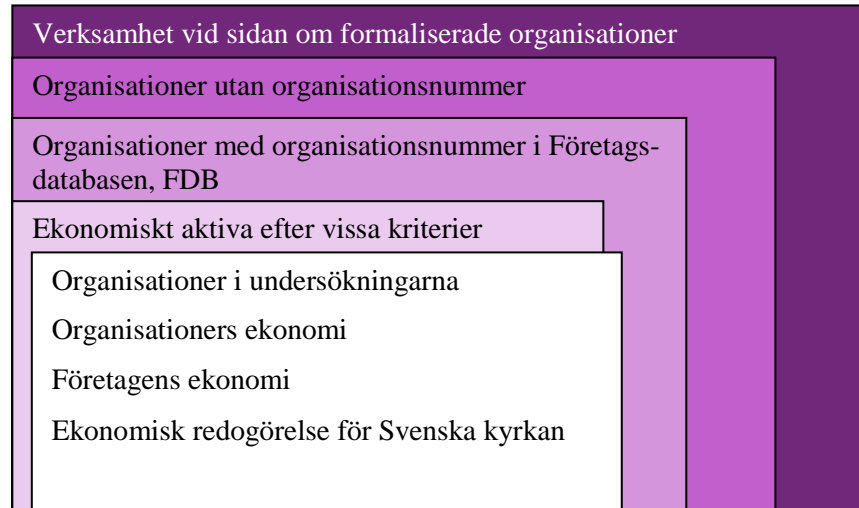 Verksamhet vid sidan om formaliserade organisationer
Organisationer utan organisationsnummer
Organisationer med organisationsnummer i Företags-
databasen, FDB
Ekonomiskt aktiva efter vissa kriterier
Organisationer i undersökningarna
Organisationers ekonomi
Företagens ekonomi
Ekonomisk redogörelse för Svenska kyrkan